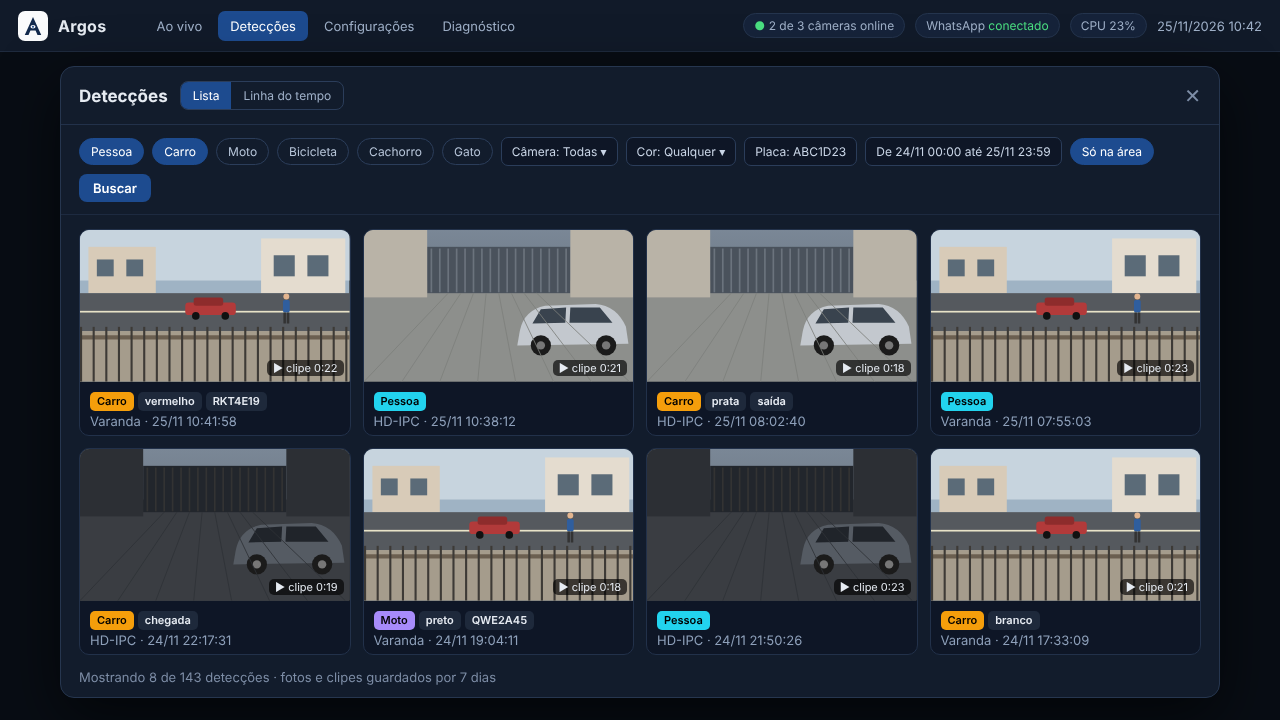 Argos Ao vivo Detecções Configurações Diagnóstico 2 de 3 câmeras online WhatsApp conectado CPU 23% 25/11/2026 10:42
Detecções Lista Linha do tempo ✕
Pessoa Carro Moto Bicicleta Cachorro Gato Câmera: Todas ▾ Cor: Qualquer ▾ Placa: ABC1D23 De 24/11 00:00 até 25/11 23:59 Só na área
Buscar
▶ clipe 0:22 ▶ clipe 0:21 ▶ clipe 0:18 ▶ clipe 0:23
Carro vermelho RKT4E19 Pessoa Carro prata saída Pessoa
Varanda · 25/11 10:41:58 HD-IPC · 25/11 10:38:12 HD-IPC · 25/11 08:02:40 Varanda · 25/11 07:55:03
▶ clipe 0:19 ▶ clipe 0:18 ▶ clipe 0:23 ▶ clipe 0:21
Carro chegada Moto preto QWE2A45 Pessoa Carro branco
HD-IPC · 24/11 22:17:31 Varanda · 24/11 19:04:11 HD-IPC · 24/11 21:50:26 Varanda · 24/11 17:33:09
Mostrando 8 de 143 detecções · fotos e clipes guardados por 7 dias